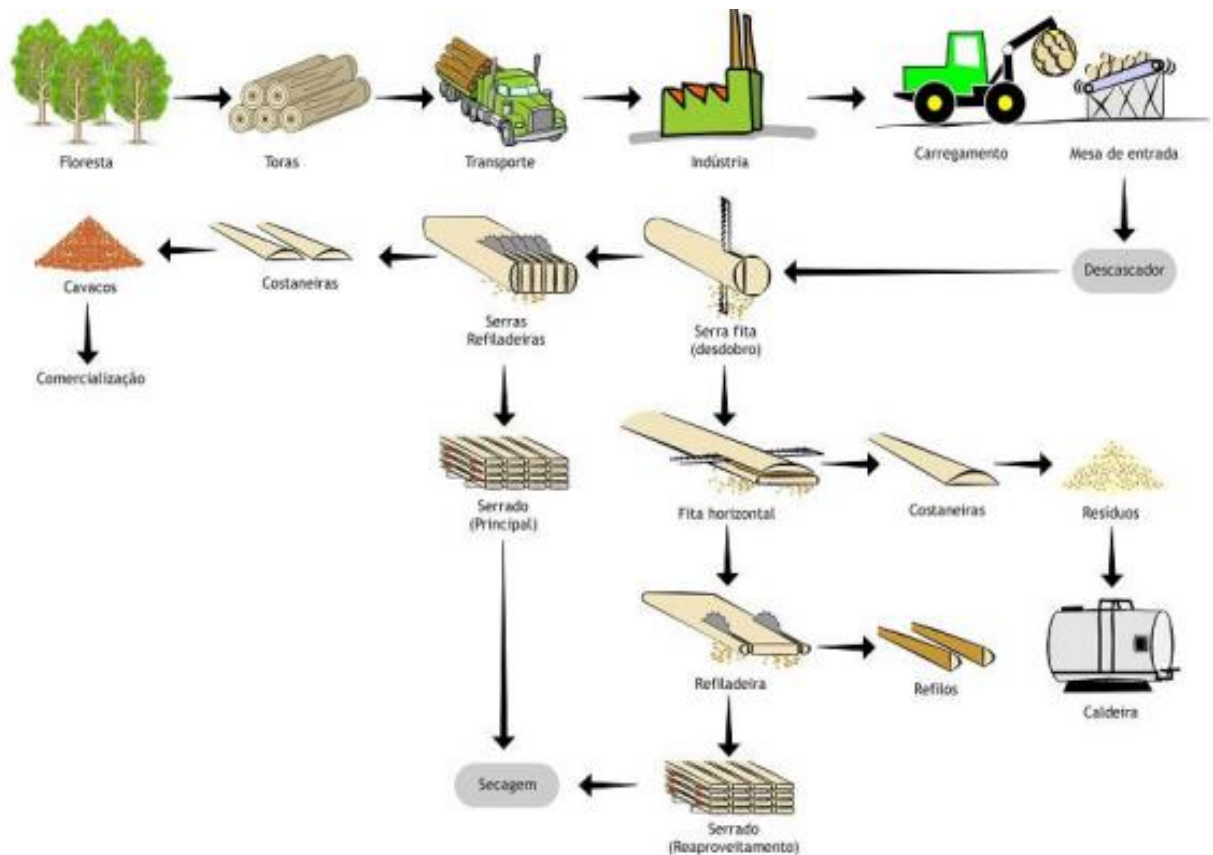 Floresta
Toras
Transporte
Indústria
Carregamento
Mesa de entrada
Cavacos
Costaneiras
Serras
Refiladeiras
Serra fita
(desdobro)
Descascador
Comercialização
Serrado
(Principal)
Fita horizontal
Costaneiras
Resíduos
Refiladeira
Refilos
Caldeira
Secagem
Serrado
(Reaproveitamento)